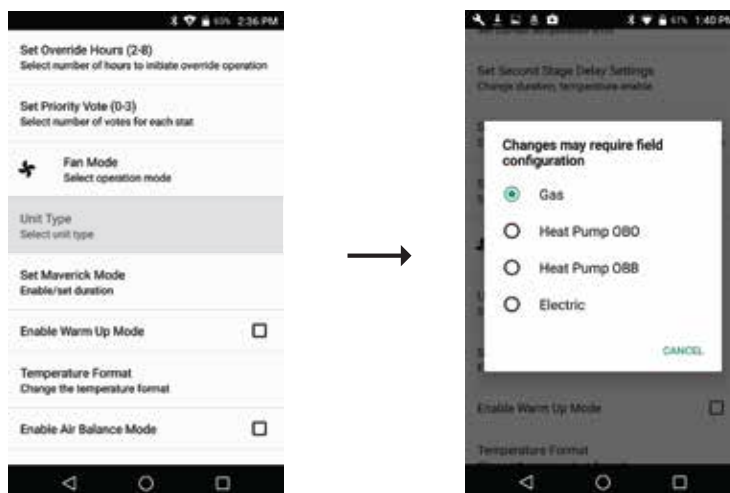 60% 2:36 PM
Set Override Hours (2-8)
Select number of hours to initiate override operation
Set Priority Vote (0-3)
Select number of votes for each stat
Fan Mode
Select operation mode
Unit Type
Select unit type
Set Maverick Mode
Enable/set duration
Enable Warm Up Mode
Temperature Format
Change the temperature format
Enable Air Balance Mode
61% 1:40 PM
Set Second Stage Delay Settings
Change duration, temperature enable
Changes may require field
configuration
Gas
Heat Pump OBO
Heat Pump OBB
Electric
CANCEL
Enable Warm Up Mode
Temperature Format